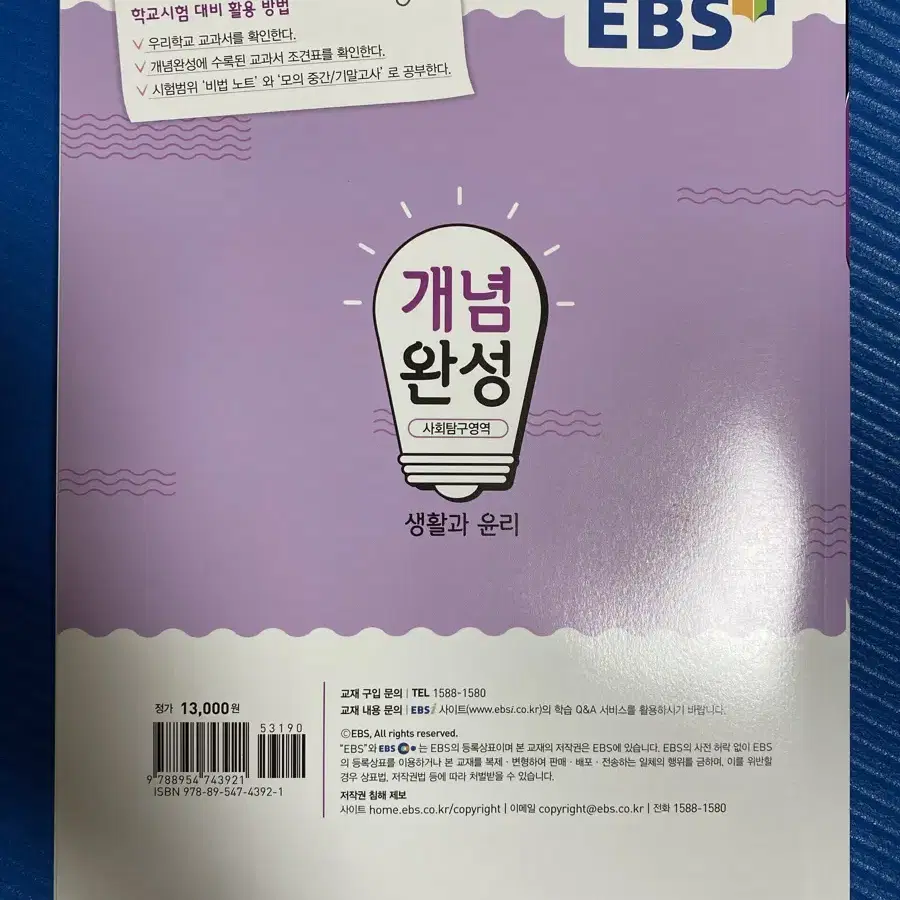 학교시험 대비 활용 방법
우리학교 교과서를 확인한다.
개념완성에 수록된 교과서 조견표를 확인한다.
시험범위 ‘비법 노트’ 와 ‘모의 중간/기말고사’ 로 공부한다.
EBS
개념
완성
사회탐구영역
생활과 윤리
정가 13,000원
53190
9 788954 743921
ISBN 978-89-547-4392-1
교재 구입 문의 | TEL 1588-1580
교재 내용 문의 | EBSi 사이트(www.ebsi.co.kr)의 학습 Q&A 서비스를 활용하시기 바랍니다.
ⓒEBS, All rights reserved.
“EBS”와 EBS 는 EBS의 등록상표이며 본 교재의 저작권은 EBS에 있습니다. EBS의 사전 허락 없이 EBS
의 등록상표를 이용하거나 본 교재를 복제 · 변형하여 판매 · 배포 · 전송하는 일체의 행위를 금하며, 이를 위반할
경우 상표법, 저작권법 등에 따라 처벌받을 수 있습니다.
저작권 침해 제보
사이트 home.ebs.co.kr/copyright | 이메일 copyright@ebs.co.kr | 전화 1588-1580